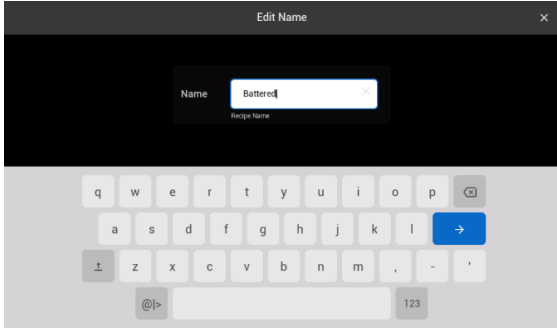 Edit Name
×
Name
Battered
Recipe Name
q w e r t y u i o p
a s d f g h j k l →
z x c v b n m , - '
@|> 123